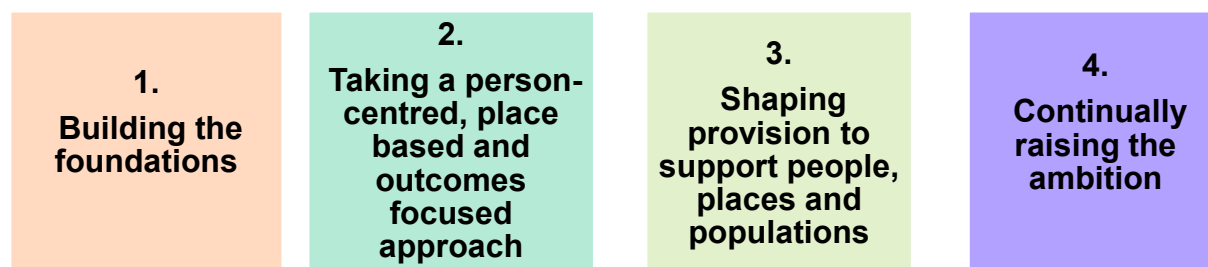 1.
Building the
foundations
2.
Taking a person-
centred, place
based and
outcomes
focused
approach
3.
Shaping
provision to
support people,
places and
populations
4.
Continually
raising the
ambition